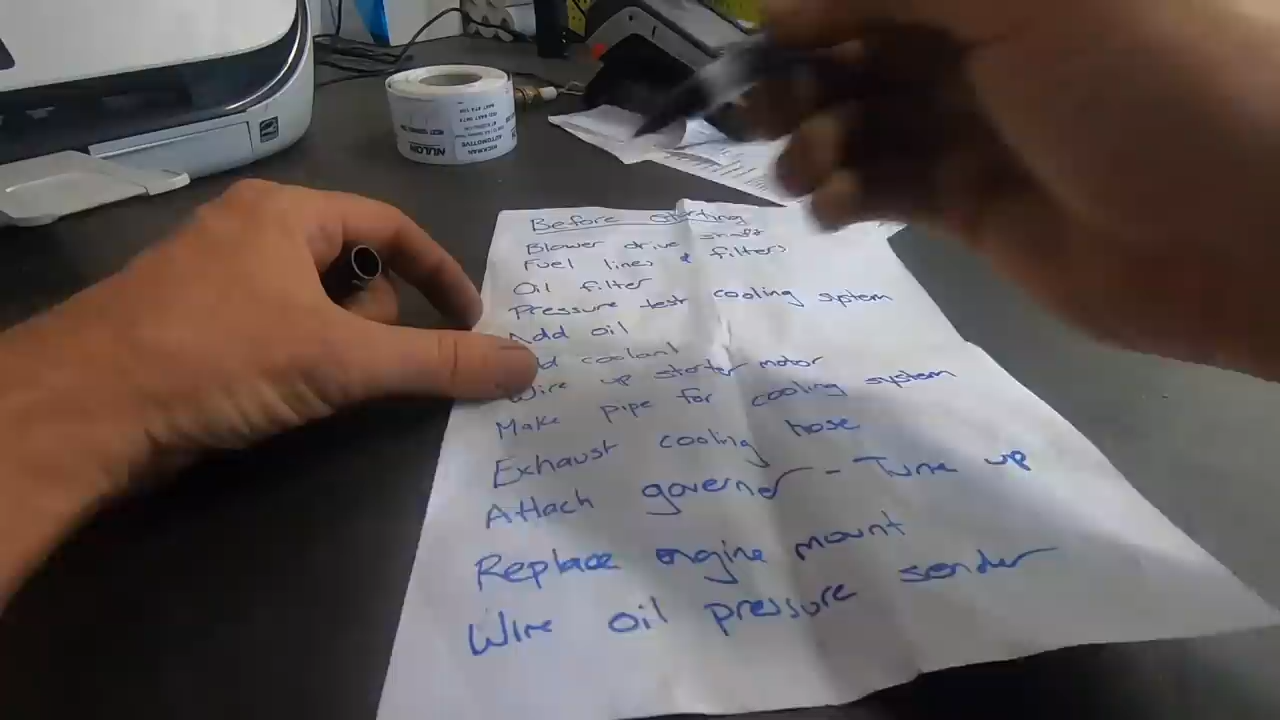 Before starting
Blower drive shaft
Fuel lines & filters
Oil filter
Pressure test cooling system
Add oil
dd coolant
Wire up starter motor
Make pipe for cooling system
Exhaust cooling hose
Attach governor - Tune up
Replace engine mount
Wire oil pressure sender
AUTOMOTIVE
NULON